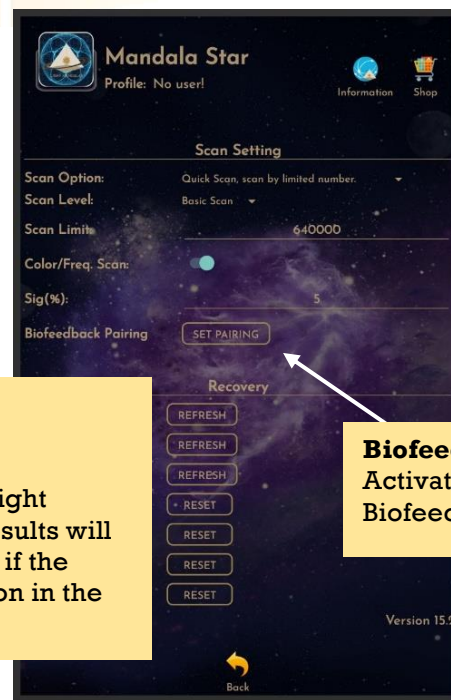 Mandala Star
Profile: No user!
Information
Shop
Scan Setting
Scan Option: Quick Scan, scan by limited number.
Scan Level: Basic Scan
Scan Limit: 640000
Color/Freq. Scan:
Sig(%): 5
Biofeedback Pairing SET PAIRING
Recovery
REFRESH
REFRESH
REFRESH
RESET
RESET
RESET
RESET
ight
sults will
if the
on in the
Biofee
Activat
Biofeed
Version 15.
Back